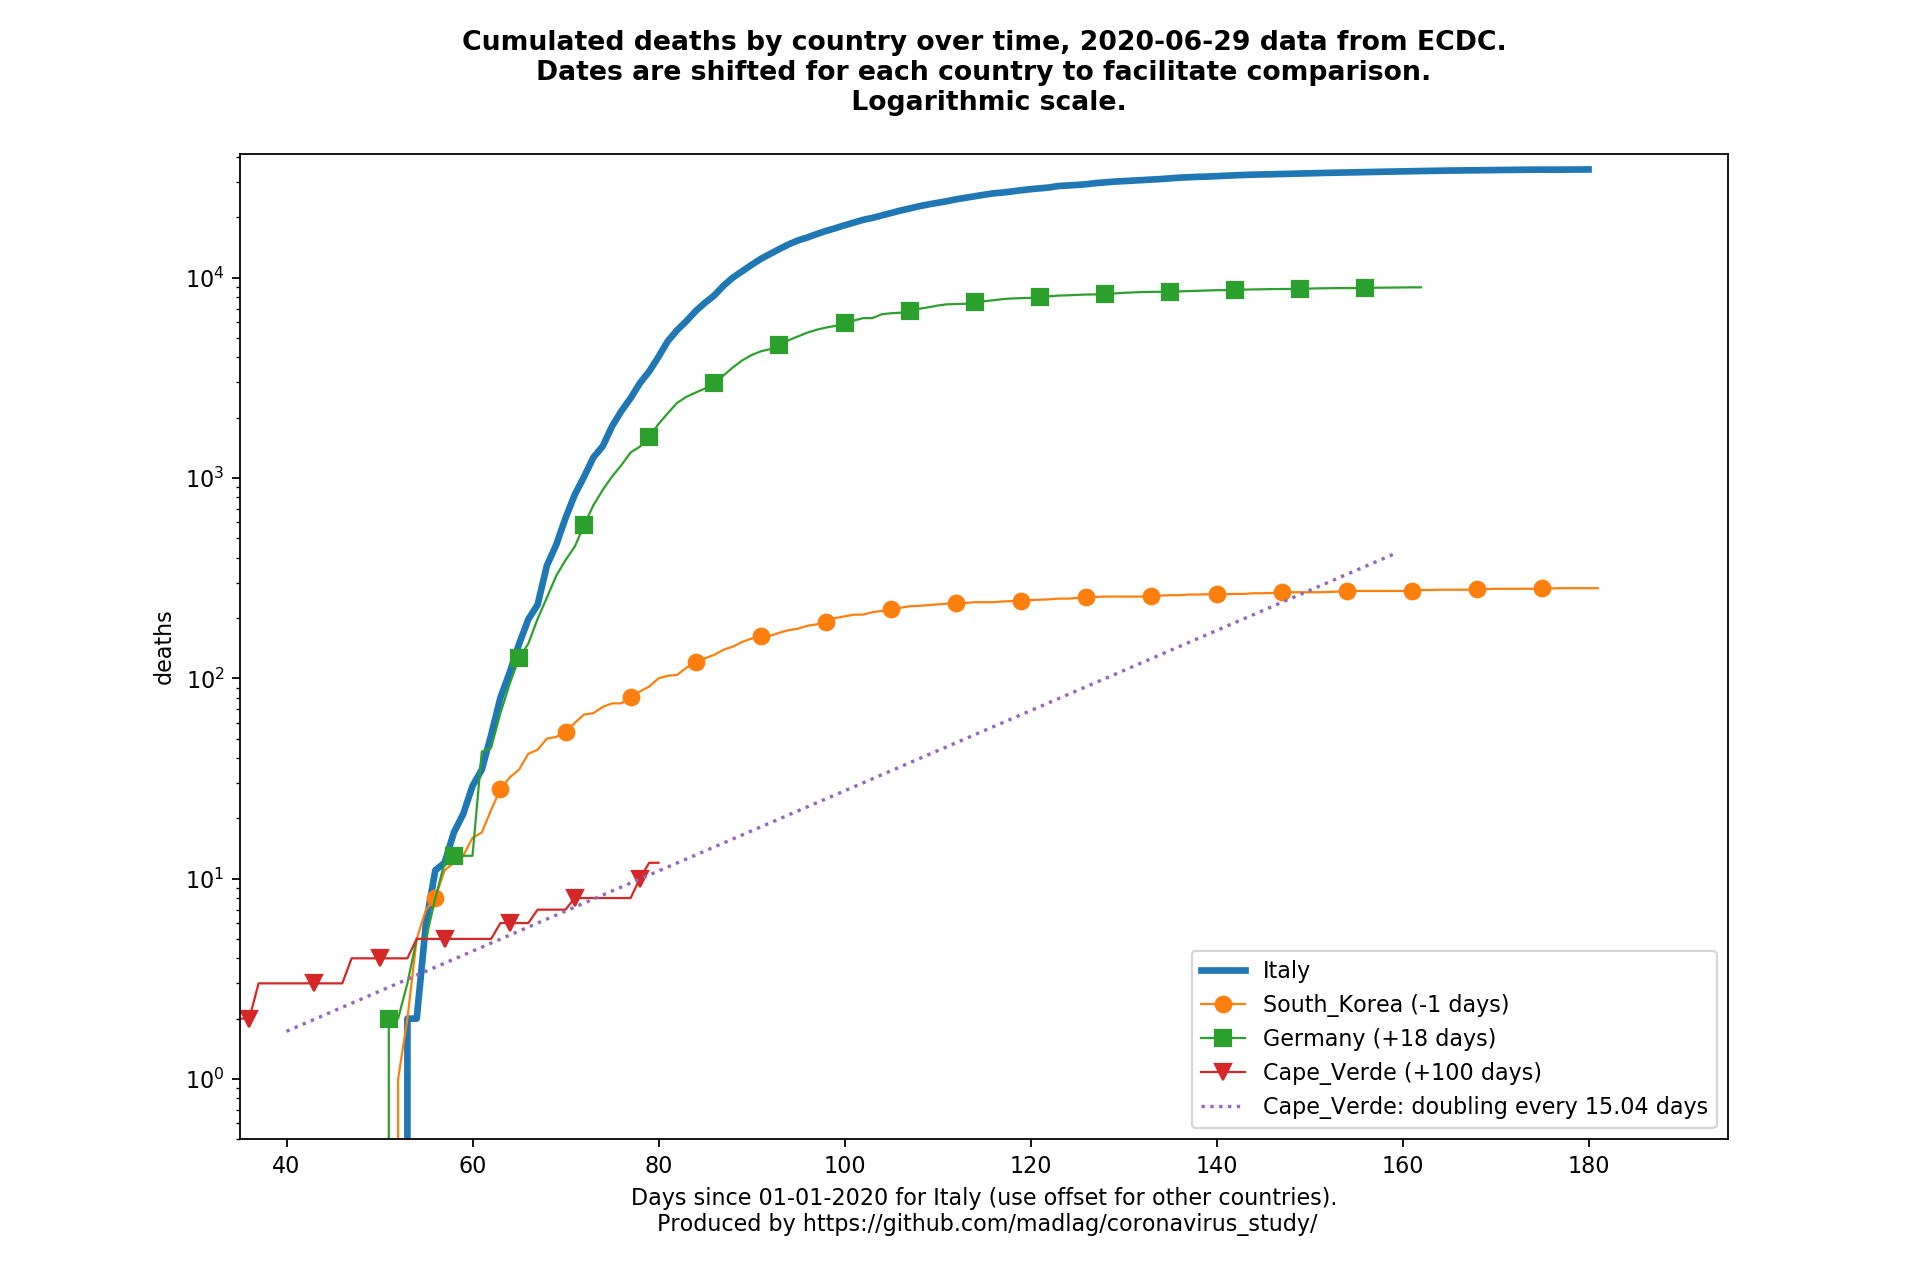 Cumulated deaths by country over time, 2020-06-29 data from ECDC.
Dates are shifted for each country to facilitate comparison.
Logarithmic scale.
10^4
10^3
10^2
10^1
10^0
deaths
Italy
South_Korea (-1 days)
Germany (+18 days)
Cape_Verde (+100 days)
Cape_Verde: doubling every 15.04 days
40 60 80 100 120 140 160 180
Days since 01-01-2020 for Italy (use offset for other countries).
Produced by https://github.com/madlag/coronavirus_study/